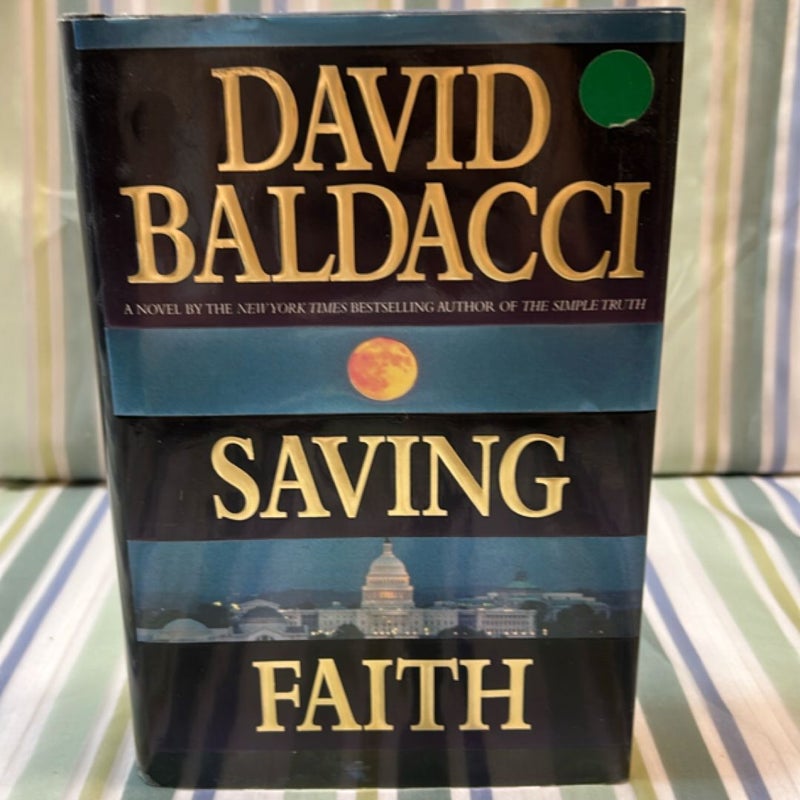 DAVID
BALDACCI
A NOVEL BY THE NEW YORK TIMES BESTSELLING AUTHOR OF THE SIMPLE TRUTH
SAVING
FAITH